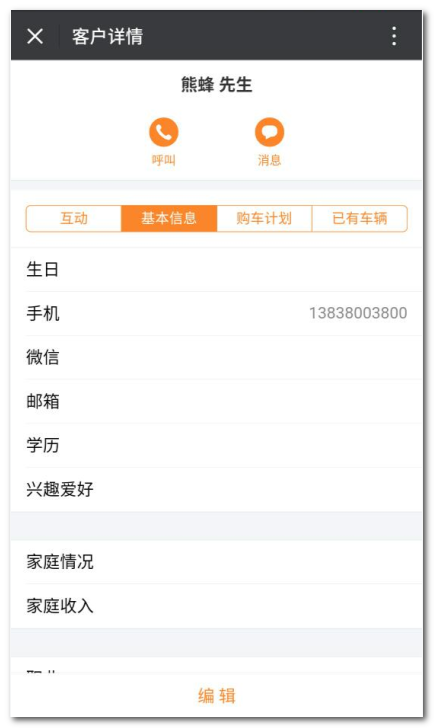 客户详情
熊蜂 先生
呼叫 消息
互动 基本信息 购车计划 已有车辆
生日
手机 13838003800
微信
邮箱
学历
兴趣爱好
家庭情况
家庭收入
编辑